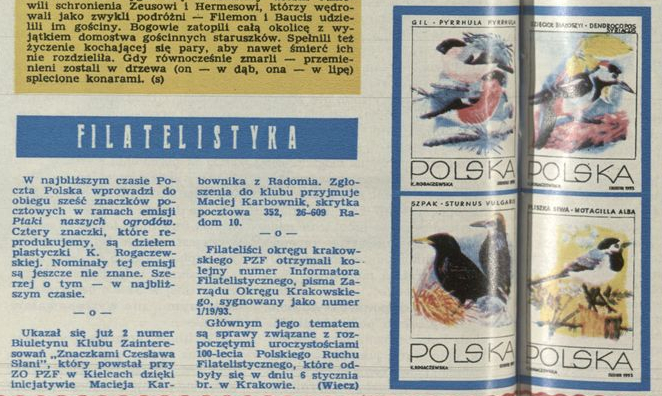 wili schronienia Zeusowi i Hermesowi, którzy wędro-
wali jako zwykli podróżni — Filemon i Baucis udzie-
lili im gościny. Bogowie zatopili całą okolicę z wy-
jątkiem domostwa gościnnych staruszków. Spełnili też
życzenie kochającej się pary, aby nawet śmierć ich
nie rozdzieliła. Gdy równocześnie zmarli — przemie-
nieni zostali w drzewa (on — w dąb, ona — w lipę)
splecione konarami. (s)
FILATELISTYKA
W najbliższym czasie Po-
czta Polska wprowadzi do
obiegu sześć znaczków po-
cztowych w ramach emisji
Ptaki naszych ogrodów.
Cztery znaczki, które re-
produkujemy, są dziełem
plastyczki K. Rogaczew-
skiej. Nominały tej emisji
są jeszcze nie znane. Sze-
rzej o tym — w najbliż-
szym czasie.
— o —
Ukazał się już 2 numer
Biuletynu Klubu Zaintere-
sowań „Znaczkami Czesława
Słani", który powstał przy
ZO PZF w Kielcach dzięki
inicjatywie Macieja Kar-
bownika z Radomia. Zgło-
szenia do klubu przyjmuje
Maciej Karbownik, skrytka
pocztowa 352, 26-609 Ra-
dom 10.
— o —
Filateliści okręgu krakow-
skiego PZF otrzymali ko-
lejny numer Informatora
Filatelistycznego, pisma Za-
rządu Okręgu Krakowskie-
go, sygnowany jako numer
1/19/93.
Głównym jego tematem
są sprawy związane z roz-
poczętymi uroczystościami
100-lecia Polskiego Ruchu
Filatelistycznego, które od-
były się w dniu 6 stycznia
br. w Krakowie. (Wiecz)
GIL · PYRRHULA PYRRHULA
POLSKA
K. ROGACZEWSKA
DENDROCOPOS
SYRIACUS
POLSKA
SZPAK · STURNUS VULGARIS
POLSKA
K. ROGACZEWSKA
SIWA · MOTACILLA ALBA
POLSKA